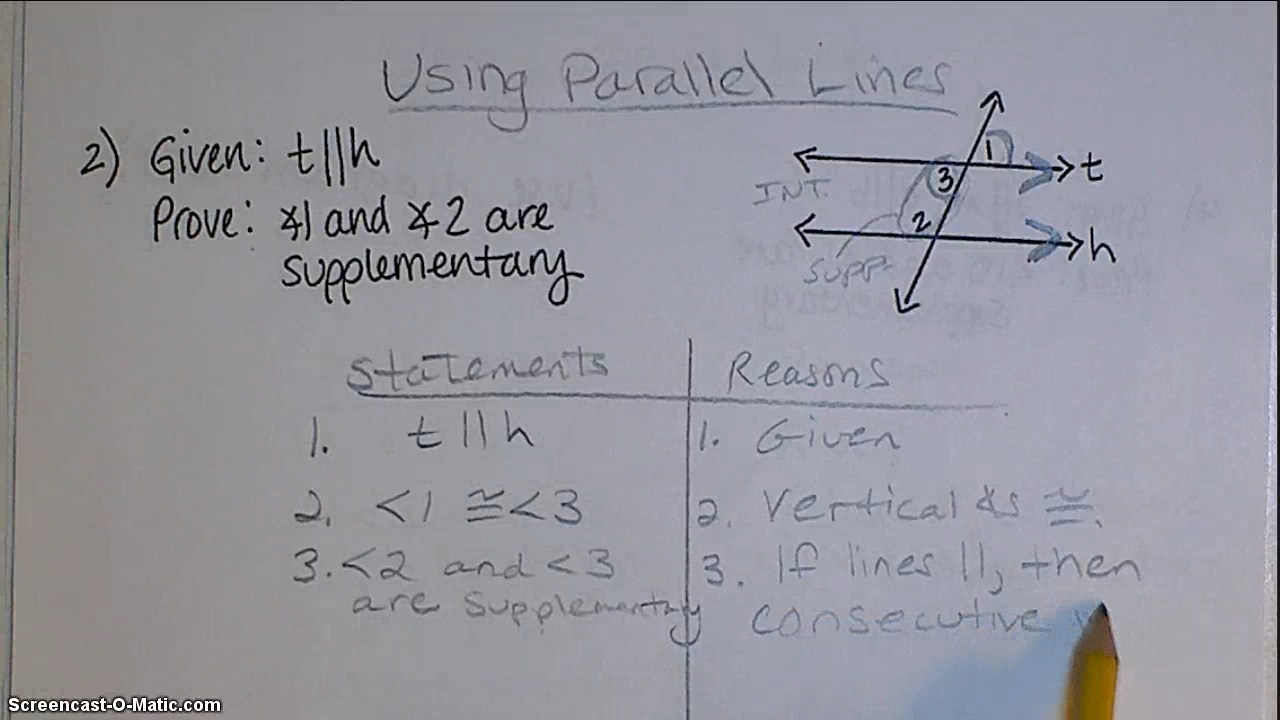 Using Parallel Lines
2) Given: t||h
Prove: ∡1 and ∡2 are
supplementary
1
t
3
INT.
2
h
SUPP.
Statements
Reasons
1. t || h
1. Given
2. <1 ≅ <3
2. Vertical ∡s ≅.
3. <2 and <3
are supplementary
3. If lines ||, then
consecutive
Screencast-O-Matic.com